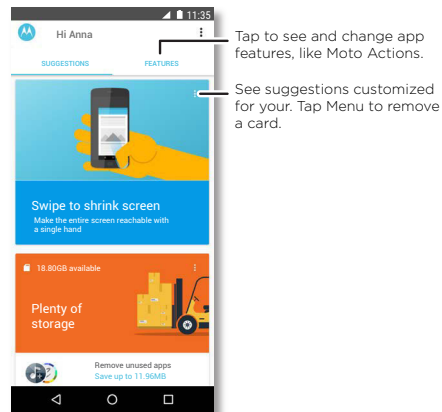 11:35
Hi Anna
SUGGESTIONS
FEATURES
Tap to see and change app
features, like Moto Actions.
See suggestions customized
for your. Tap Menu to remove
a card.
Swipe to shrink screen
Make the entire screen reachable with
a single hand
18.80GB available
Plenty of
storage
Remove unused apps
Save up to 11.96MB